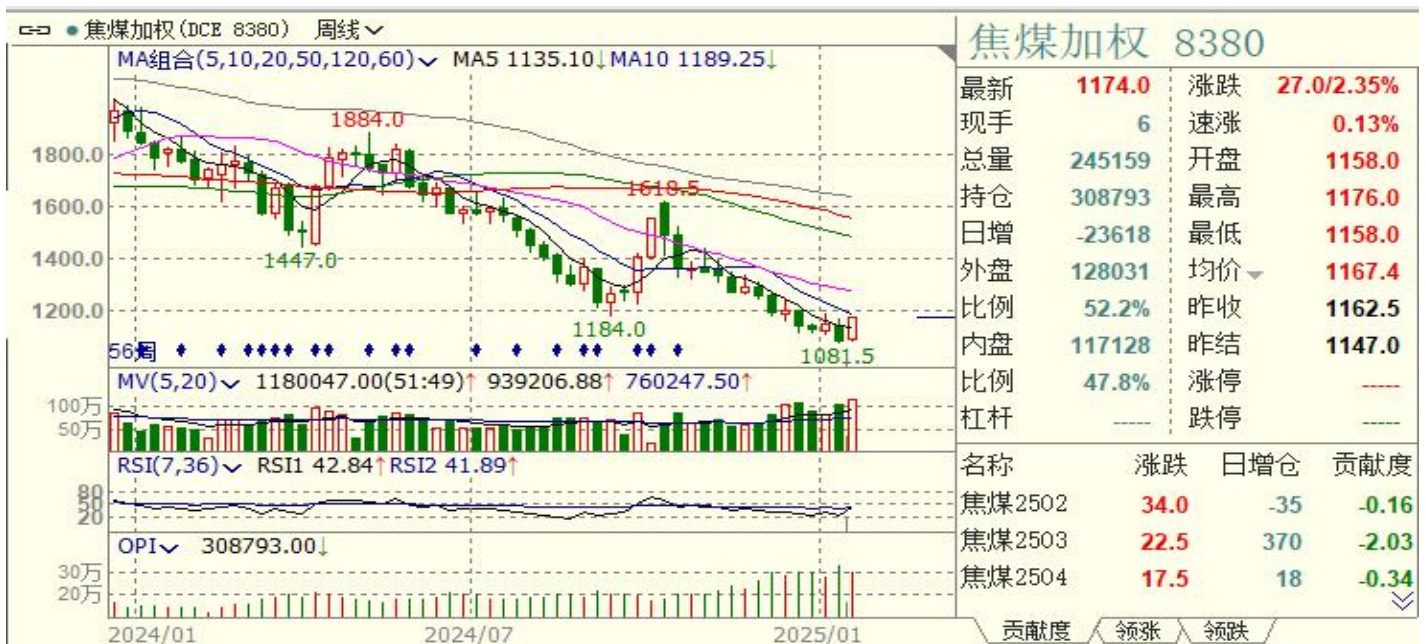 焦煤加权(DCE 8380) 周线
MA组合(5,10,20,50,120,60) MA5 1135.10↓ MA10 1189.25↓
1884.0
1800.0
1618.5
1600.0
1447.0
1400.0
1200.0
1184.0
1081.5
56周
MV(5,20) 1180047.00(51:49)↑ 939206.88↑ 760247.50↑
100万
50万
RSI(7,36) RSI1 42.84↑ RSI2 41.89↑
80
50
20
OPI 308793.00↓
30万
20万
2024/01 2024/07 2025/01
焦煤加权 8380
最新 1174.0 涨跌 27.0/2.35%
现手 6 速涨 0.13%
总量 245159 开盘 1158.0
持仓 308793 最高 1176.0
日增 -23618 最低 1158.0
外盘 128031 均价 1167.4
比例 52.2% 昨收 1162.5
内盘 117128 昨结 1147.0
比例 47.8% 涨停 -----
杠杆 ----- 跌停 -----
名称 涨跌 日增仓 贡献度
焦煤2502 34.0 -35 -0.16
焦煤2503 22.5 370 -2.03
焦煤2504 17.5 18 -0.34
贡献度 领涨 领跌